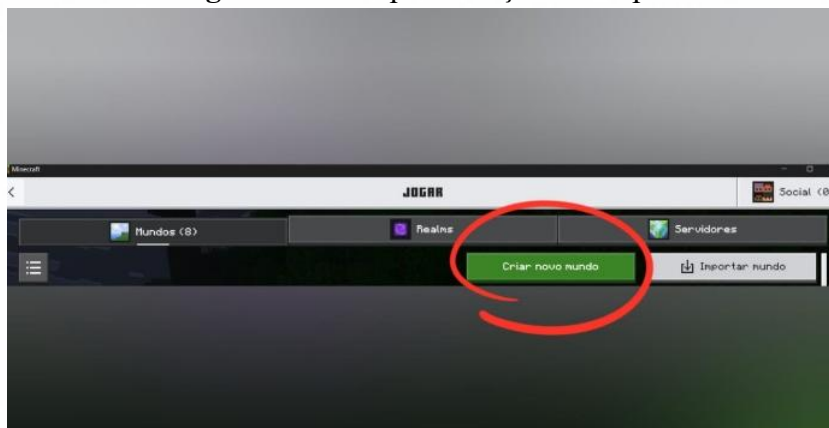 Minecraft
JOGAR
Social (0
Mundos (8)
Realms
Servidores
Criar novo mundo
Importar mundo